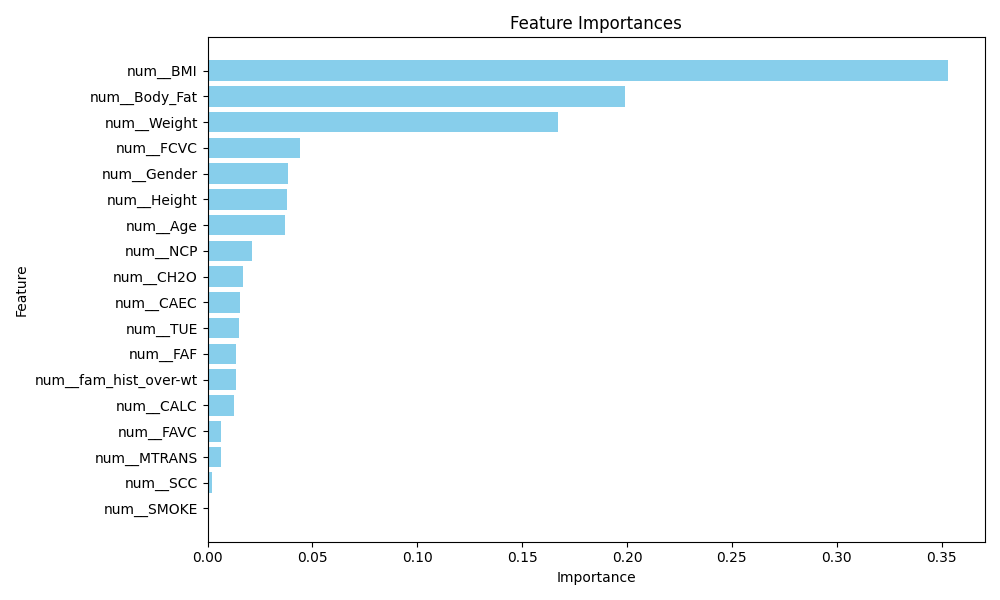 Feature Importances
num__BMI
num__Body_Fat
num__Weight
num__FCVC
num__Gender
num__Height
num__Age
num__NCP
num__CH2O
num__CAEC
num__TUE
num__FAF
num__fam_hist_over-wt
num__CALC
num__FAVC
num__MTRANS
num__SCC
num__SMOKE
Feature
0.00 0.05 0.10 0.15 0.20 0.25 0.30 0.35
Importance